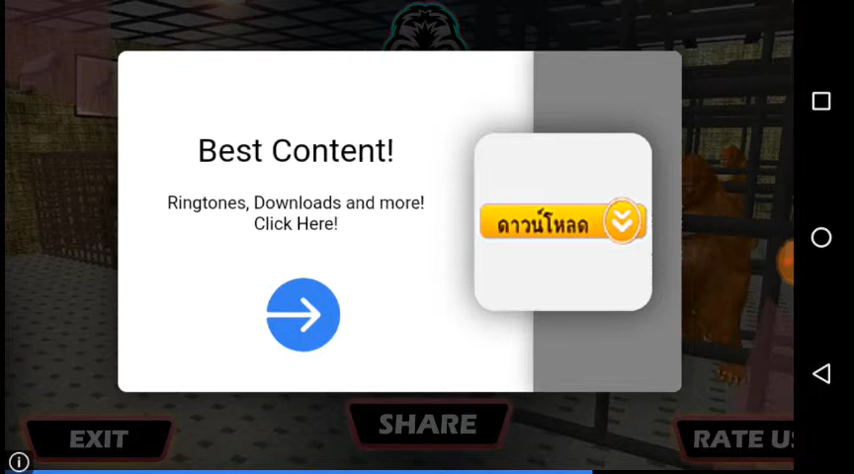 Best Content!
Ringtones, Downloads and more!
Click Here!
ดาวน์โหลด
EXIT
SHARE
RATE US